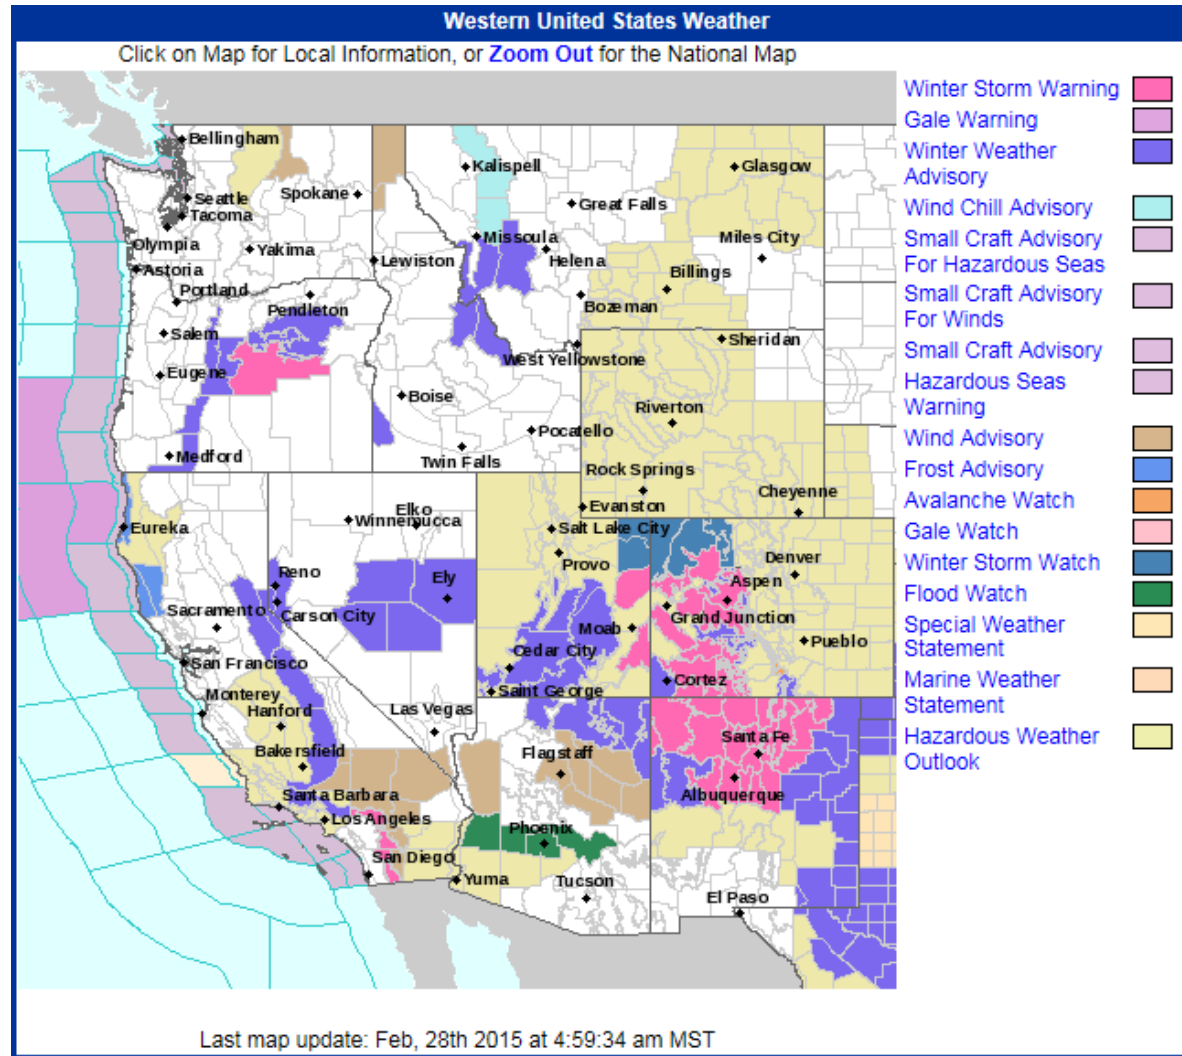 Western United States Weather
Click on Map for Local Information, or Zoom Out for the National Map
Winter Storm Warning
Gale Warning
Winter Weather
Advisory
Wind Chill Advisory
Small Craft Advisory
For Hazardous Seas
Small Craft Advisory
For Winds
Small Craft Advisory
Hazardous Seas
Warning
Wind Advisory
Frost Advisory
Avalanche Watch
Gale Watch
Winter Storm Watch
Flood Watch
Special Weather
Statement
Marine Weather
Statement
Hazardous Weather
Outlook
Bellingham
Kalispell
Glasgow
Seattle
Spokane
Great Falls
Tacoma
Olympia
Yakima
Missoula
Miles City
Astoria
Lewiston
Helena
Billings
Portland
Pendleton
Bozeman
Salem
West Yellowstone
Sheridan
Eugene
Boise
Riverton
Pocatello
Medford
Twin Falls
Rock Springs
Cheyenne
Evanston
Elko
Winnemucca
Eureka
Salt Lake City
Provo
Denver
Reno
Ely
Aspen
Sacramento
Carson City
Grand Junction
Moab
Pueblo
San Francisco
Cedar City
Cortez
Monterey
Saint George
Hanford
Las Vegas
Bakersfield
Flagstaff
Santa Fe
Santa Barbara
Albuquerque
Los Angeles
Phoenix
San Diego
Yuma
Tucson
El Paso
Last map update: Feb, 28th 2015 at 4:59:34 am MST